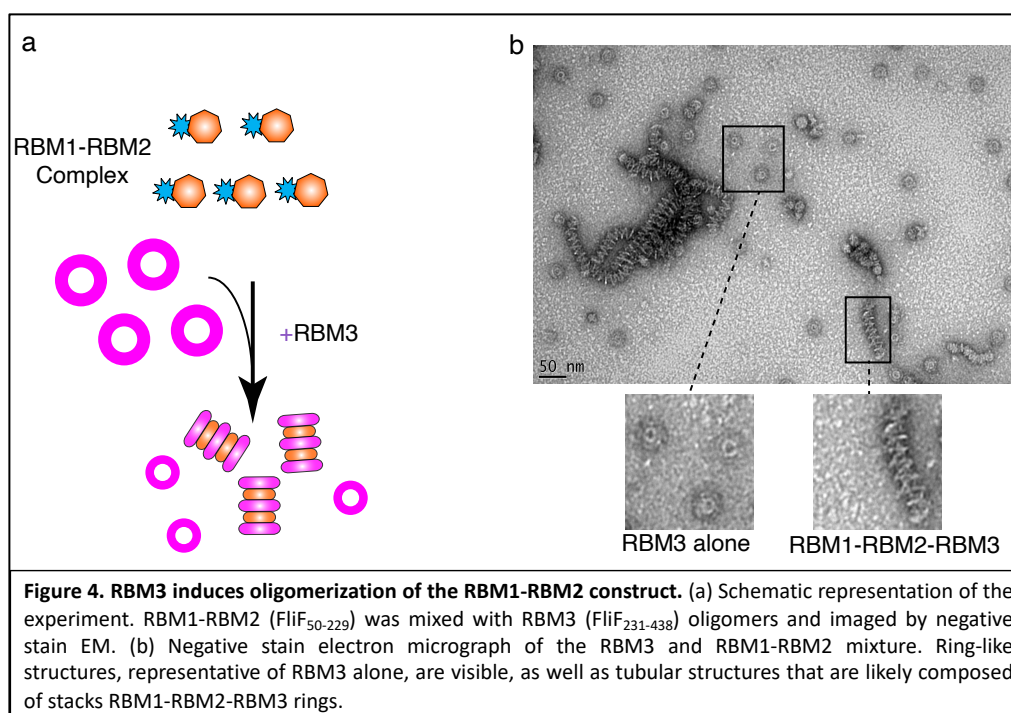 a
b
RBM1-RBM2
Complex
+RBM3
50 nm
RBM3 alone
RBM1-RBM2-RBM3
Figure 4. RBM3 induces oligomerization of the RBM1-RBM2 construct. (a) Schematic representation of the
experiment. RBM1-RBM2 (FliF50-229) was mixed with RBM3 (FliF231-438) oligomers and imaged by negative
stain EM. (b) Negative stain electron micrograph of the RBM3 and RBM1-RBM2 mixture. Ring-like
structures, representative of RBM3 alone, are visible, as well as tubular structures that are likely composed
of stacks RBM1-RBM2-RBM3 rings.